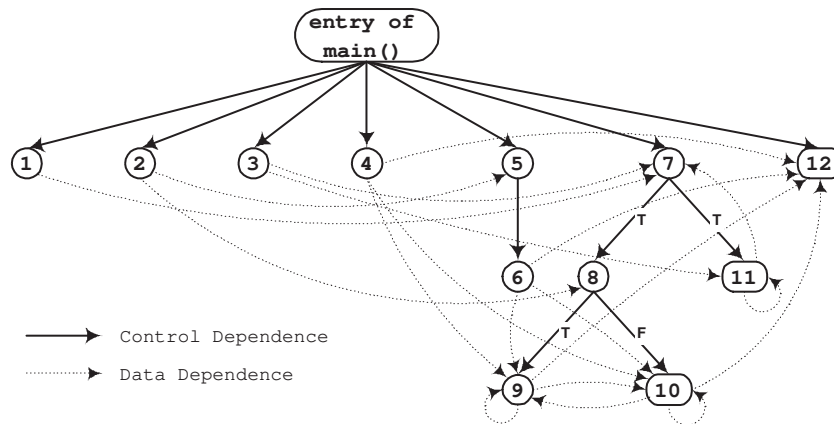 entry of
main()
1 2 3 4 5 7 12
T T
6 8 11
T F
9 10
Control Dependence
Data Dependence